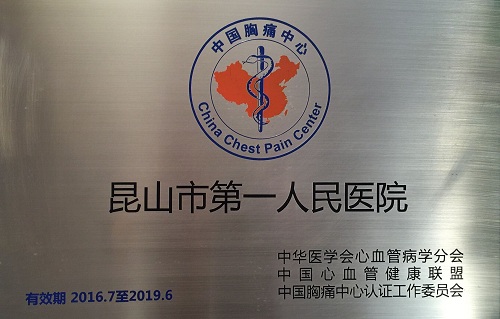 中国胸痛中心
China Chest Pain Center
昆山市第一人民医院
中华医学会心血管病学分会
中国心血管健康联盟
中国胸痛中心认证工作委员会
有效期 2016.7至2019.6